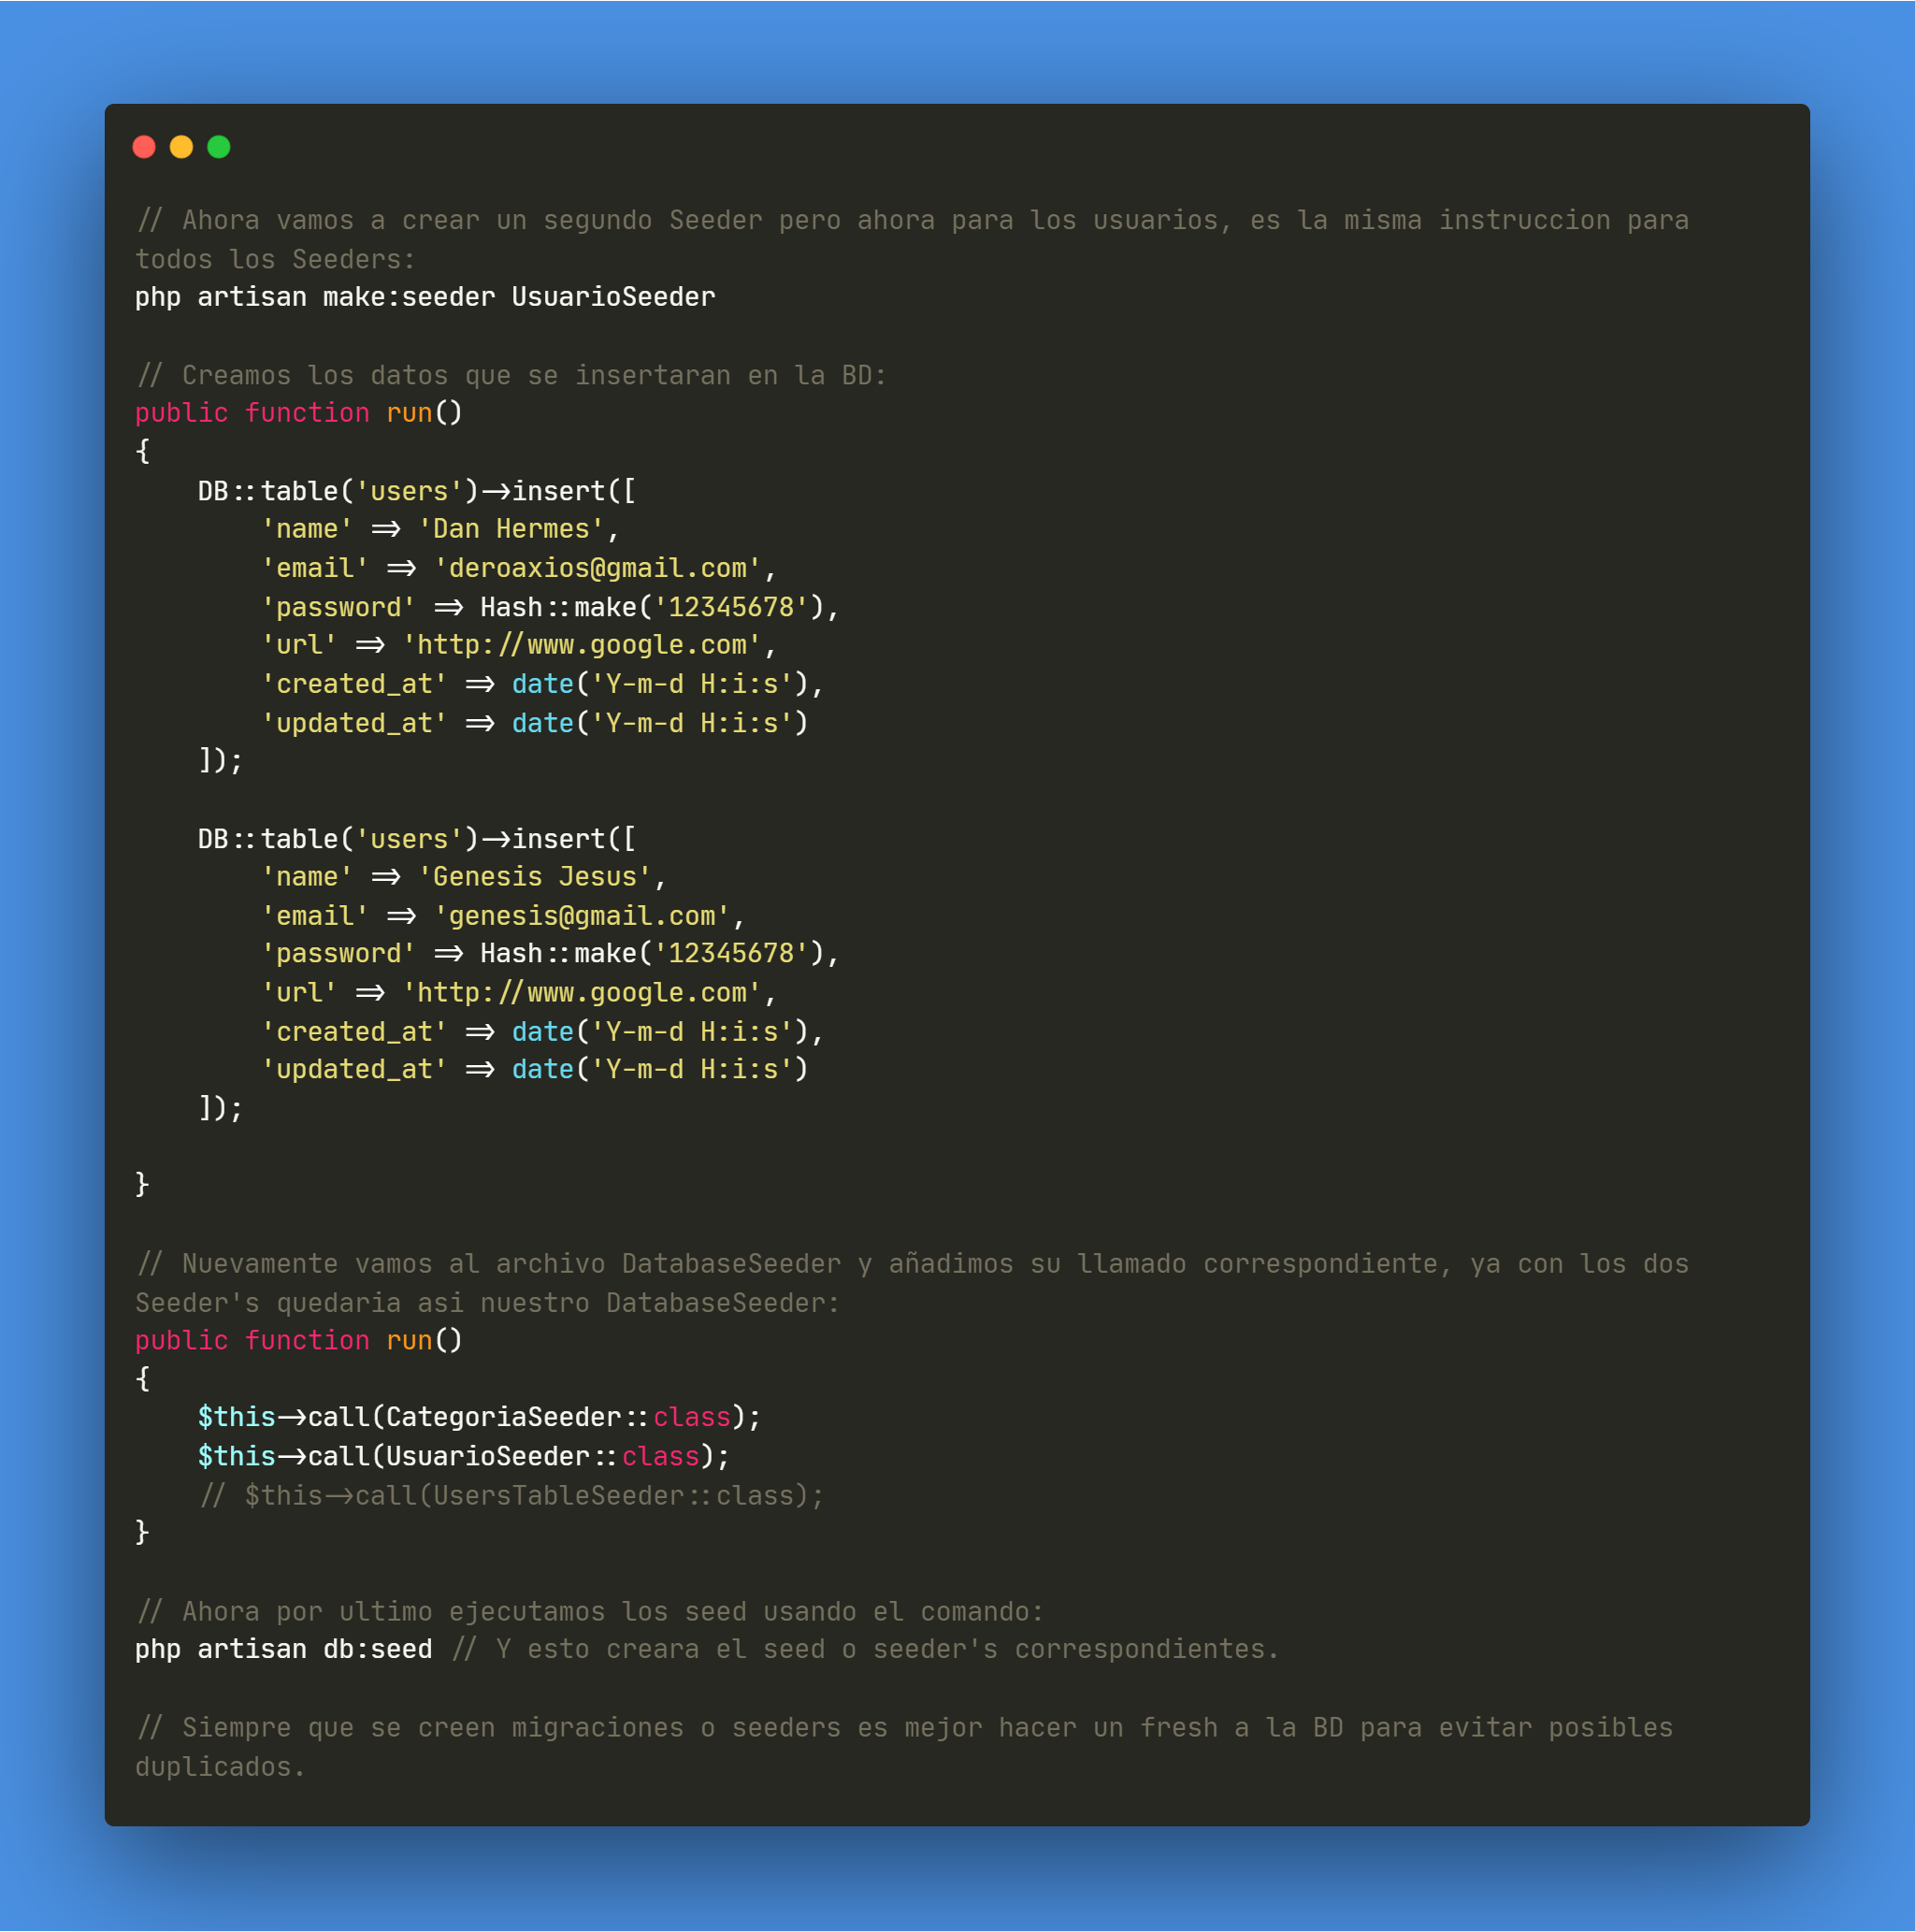 // Ahora vamos a crear un segundo Seeder pero ahora para los usuarios, es la misma instruccion para
todos los Seeders:
php artisan make:seeder UsuarioSeeder

// Creamos los datos que se insertaran en la BD:
public function run()
{
    DB::table('users')->insert([
        'name' => 'Dan Hermes',
        'email' => 'deroaxios@gmail.com',
        'password' => Hash::make('12345678'),
        'url' => 'http://www.google.com',
        'created_at' => date('Y-m-d H:i:s'),
        'updated_at' => date('Y-m-d H:i:s')
    ]);

    DB::table('users')->insert([
        'name' => 'Genesis Jesus',
        'email' => 'genesis@gmail.com',
        'password' => Hash::make('12345678'),
        'url' => 'http://www.google.com',
        'created_at' => date('Y-m-d H:i:s'),
        'updated_at' => date('Y-m-d H:i:s')
    ]);

}

// Nuevamente vamos al archivo DatabaseSeeder y añadimos su llamado correspondiente, ya con los dos
Seeder's quedaria asi nuestro DatabaseSeeder:
public function run()
{
    $this->call(CategoriaSeeder::class);
    $this->call(UsuarioSeeder::class);
    // $this->call(UsersTableSeeder::class);
}

// Ahora por ultimo ejecutamos los seed usando el comando:
php artisan db:seed // Y esto creara el seed o seeder's correspondientes.

// Siempre que se creen migraciones o seeders es mejor hacer un fresh a la BD para evitar posibles
duplicados.